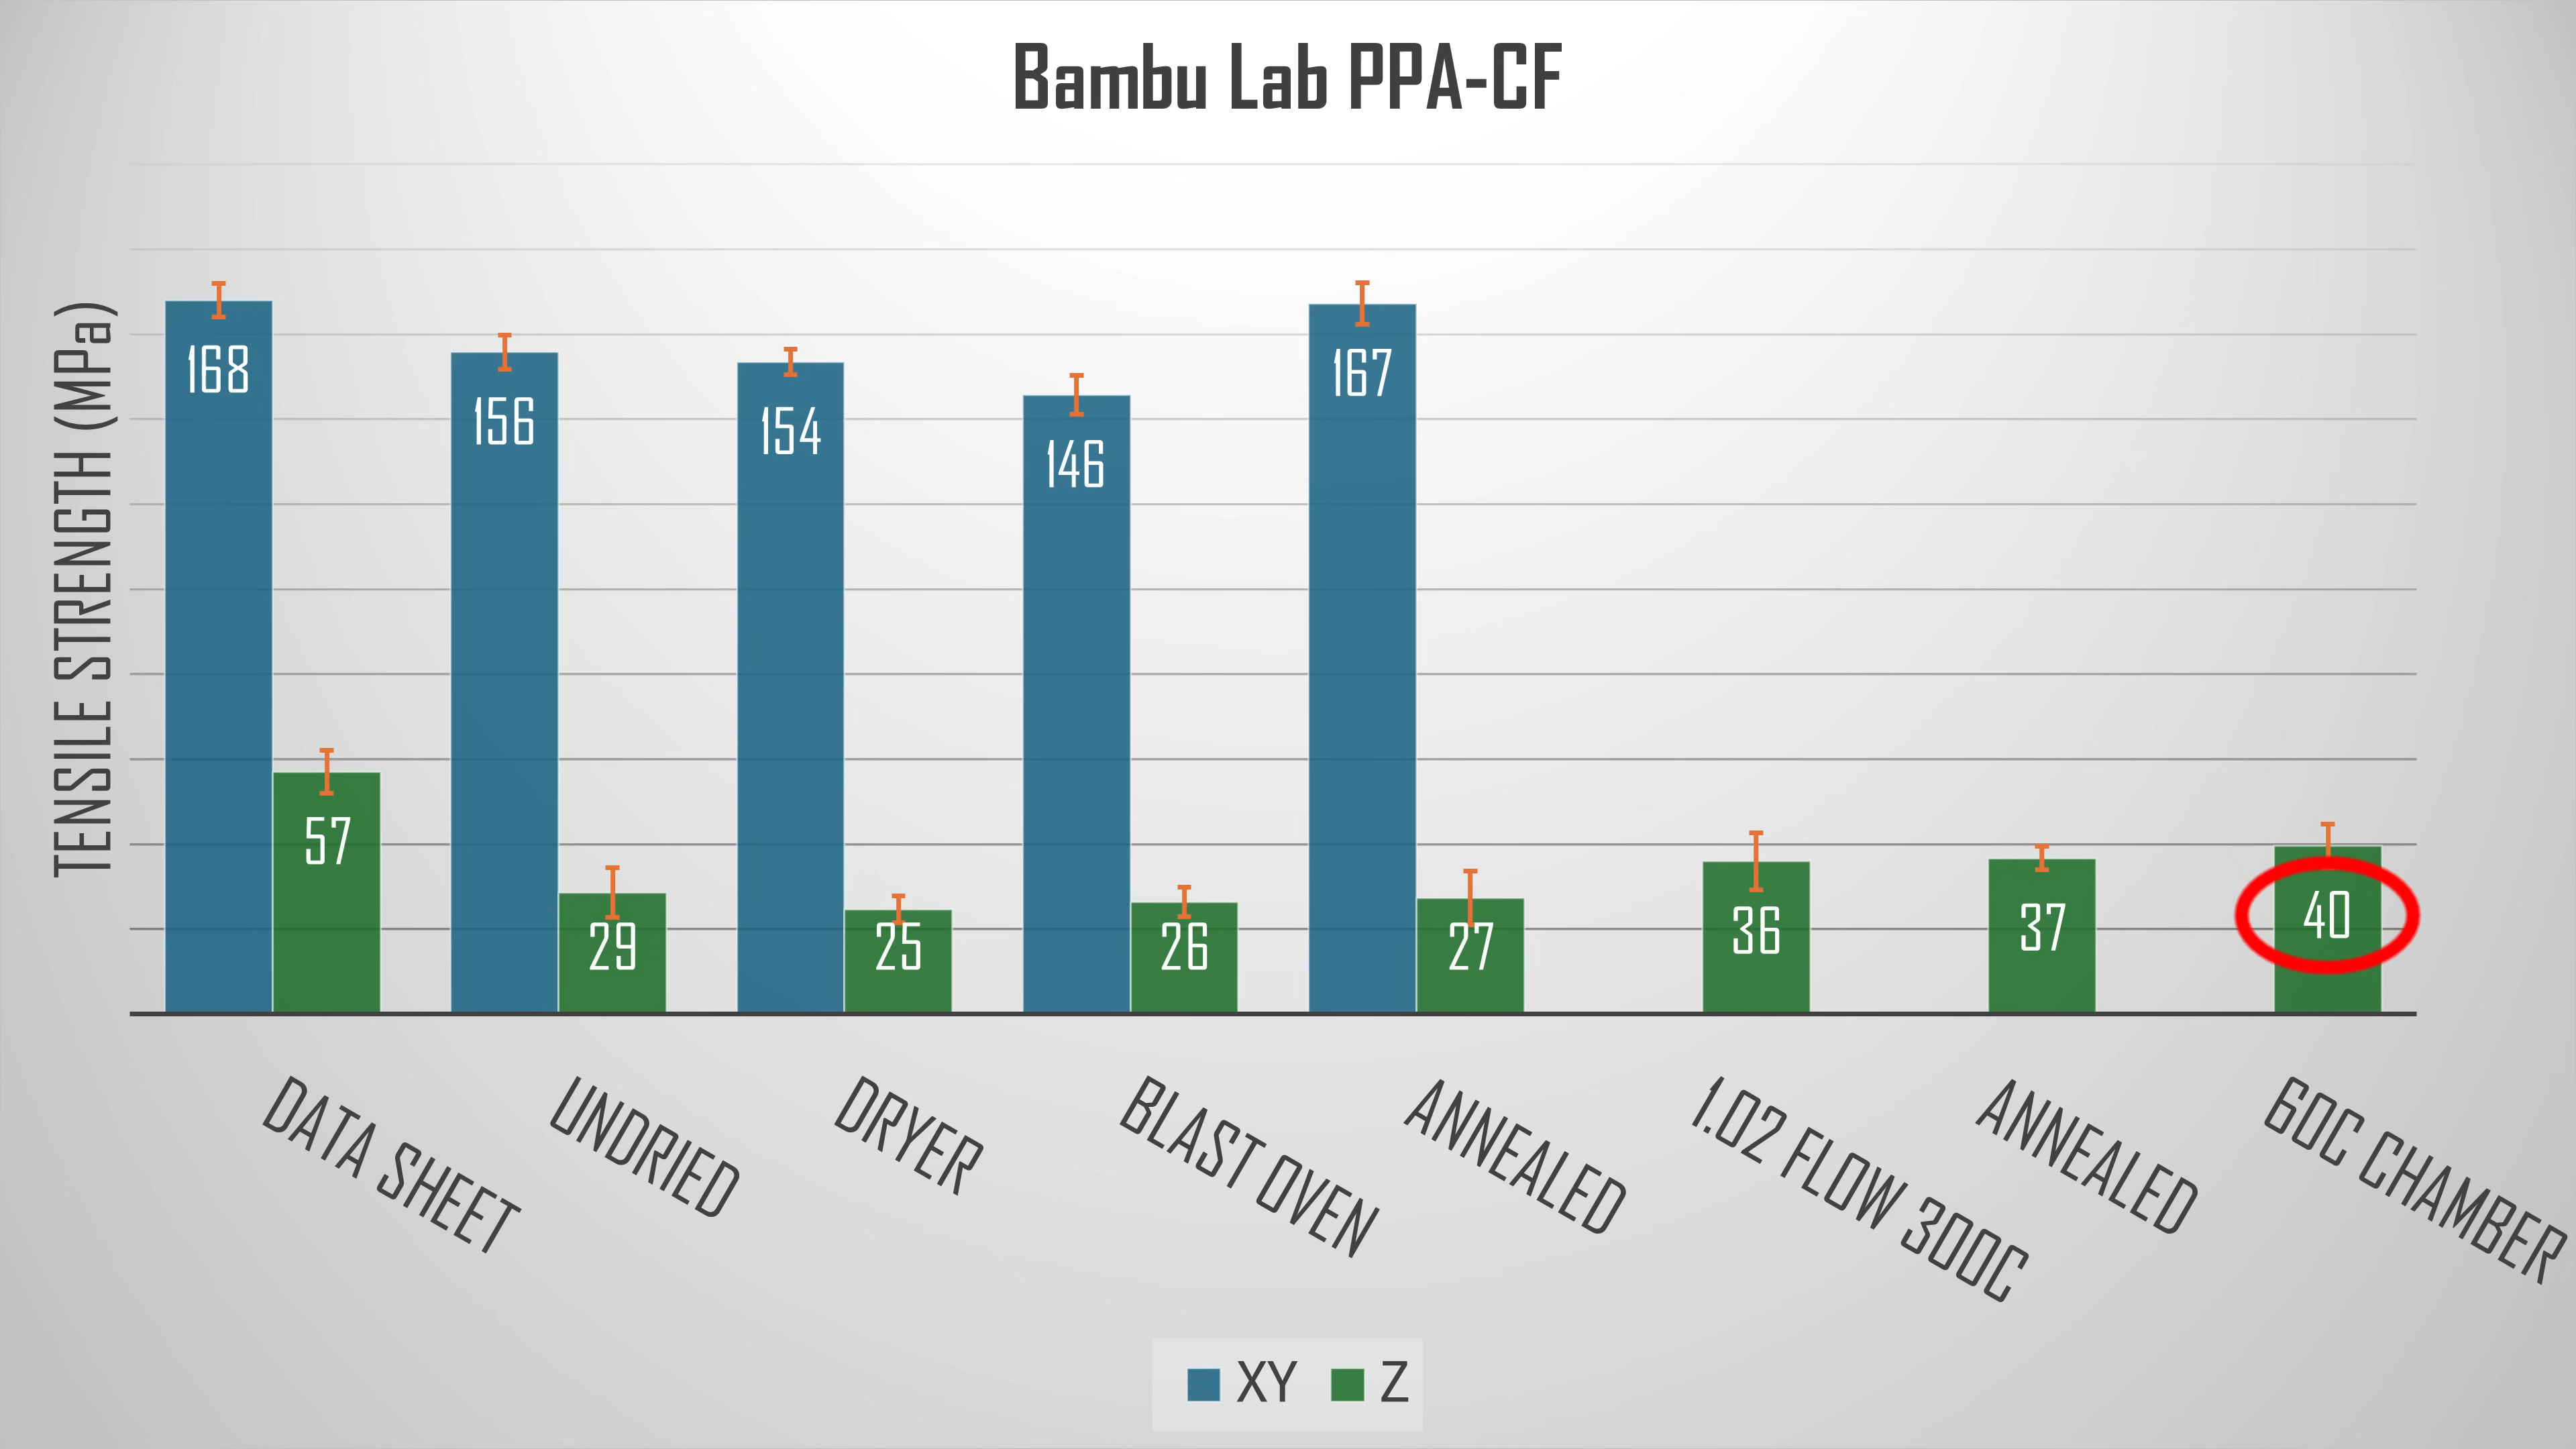 Bambu Lab PPA-CF
TENSILE STRENGTH (MPa)
168
57
156
29
154
25
146
26
167
27
36
37
40
DATA SHEET
UNDRIED
DRYER
BLAST OVEN
ANNEALED
1.02 FLOW 300C
ANNEALED
60C CHAMBER
XY
Z